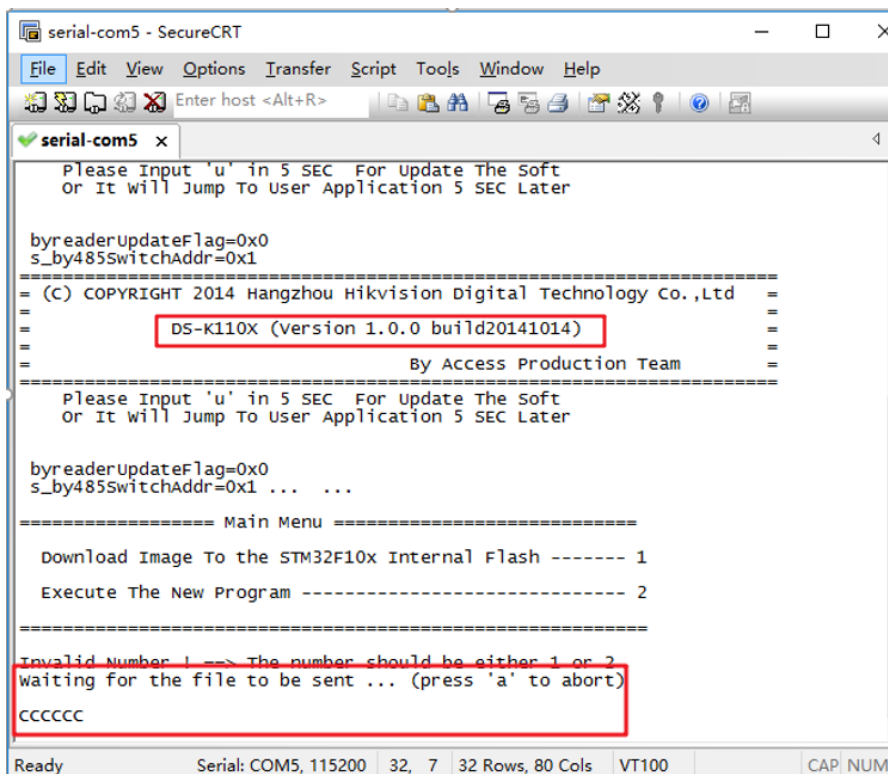 serial-com5 - SecureCRT
File Edit View Options Transfer Script Tools Window Help
Enter host <Alt+R>
serial-com5 x
Please Input 'u' in 5 SEC For Update The Soft
Or It Will Jump To User Application 5 SEC Later
byreaderUpdateFlag=0x0
s_by485SwitchAddr=0x1
======================================================================
= (C) COPYRIGHT 2014 Hangzhou Hikvision Digital Technology Co.,Ltd =
= =
= DS-K110X (Version 1.0.0 build20141014) =
= =
= By Access Production Team =
======================================================================
Please Input 'u' in 5 SEC For Update The Soft
Or It Will Jump To User Application 5 SEC Later
byreaderUpdateFlag=0x0
s_by485SwitchAddr=0x1 ... ...
================== Main Menu ============================
Download Image To the STM32F10x Internal Flash ------- 1
Execute The New Program ------------------------------ 2
==========================================================
Invalid Number ! ==> The number should be either 1 or 2
Waiting for the file to be sent ... (press 'a' to abort)
CCCCCC
Ready Serial: COM5, 115200 32, 7 32 Rows, 80 Cols VT100 CAP NUM